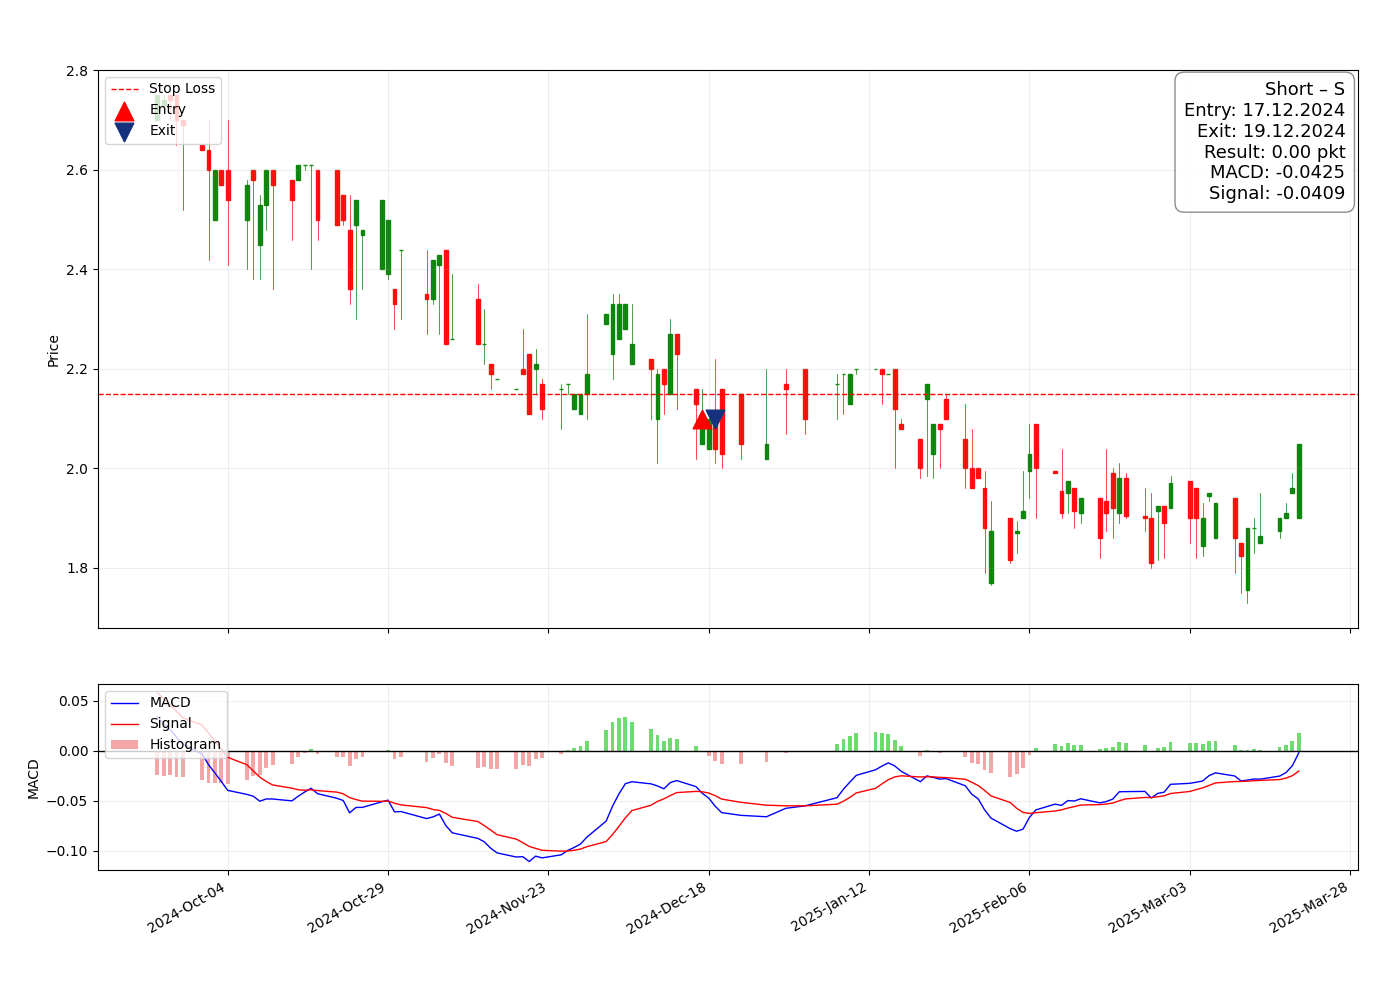 2.8
2.6
2.4
2.2
2.0
1.8
Price
Stop Loss
Entry
Exit
Short – S
Entry: 17.12.2024
Exit: 19.12.2024
Result: 0.00 pkt
MACD: -0.0425
Signal: -0.0409
0.05
0.00
−0.05
−0.10
MACD
MACD
Signal
Histogram
2024-Oct-04
2024-Oct-29
2024-Nov-23
2024-Dec-18
2025-Jan-12
2025-Feb-06
2025-Mar-03
2025-Mar-28